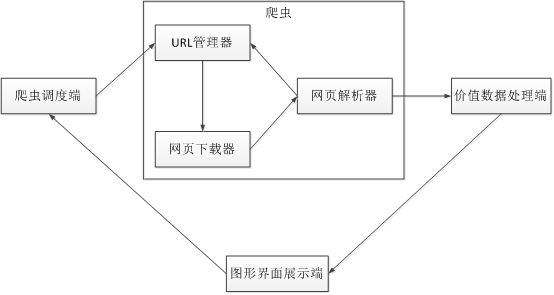 爬虫
URL管理器
爬虫调度端
网页解析器
价值数据处理端
网页下载器
图形界面展示端